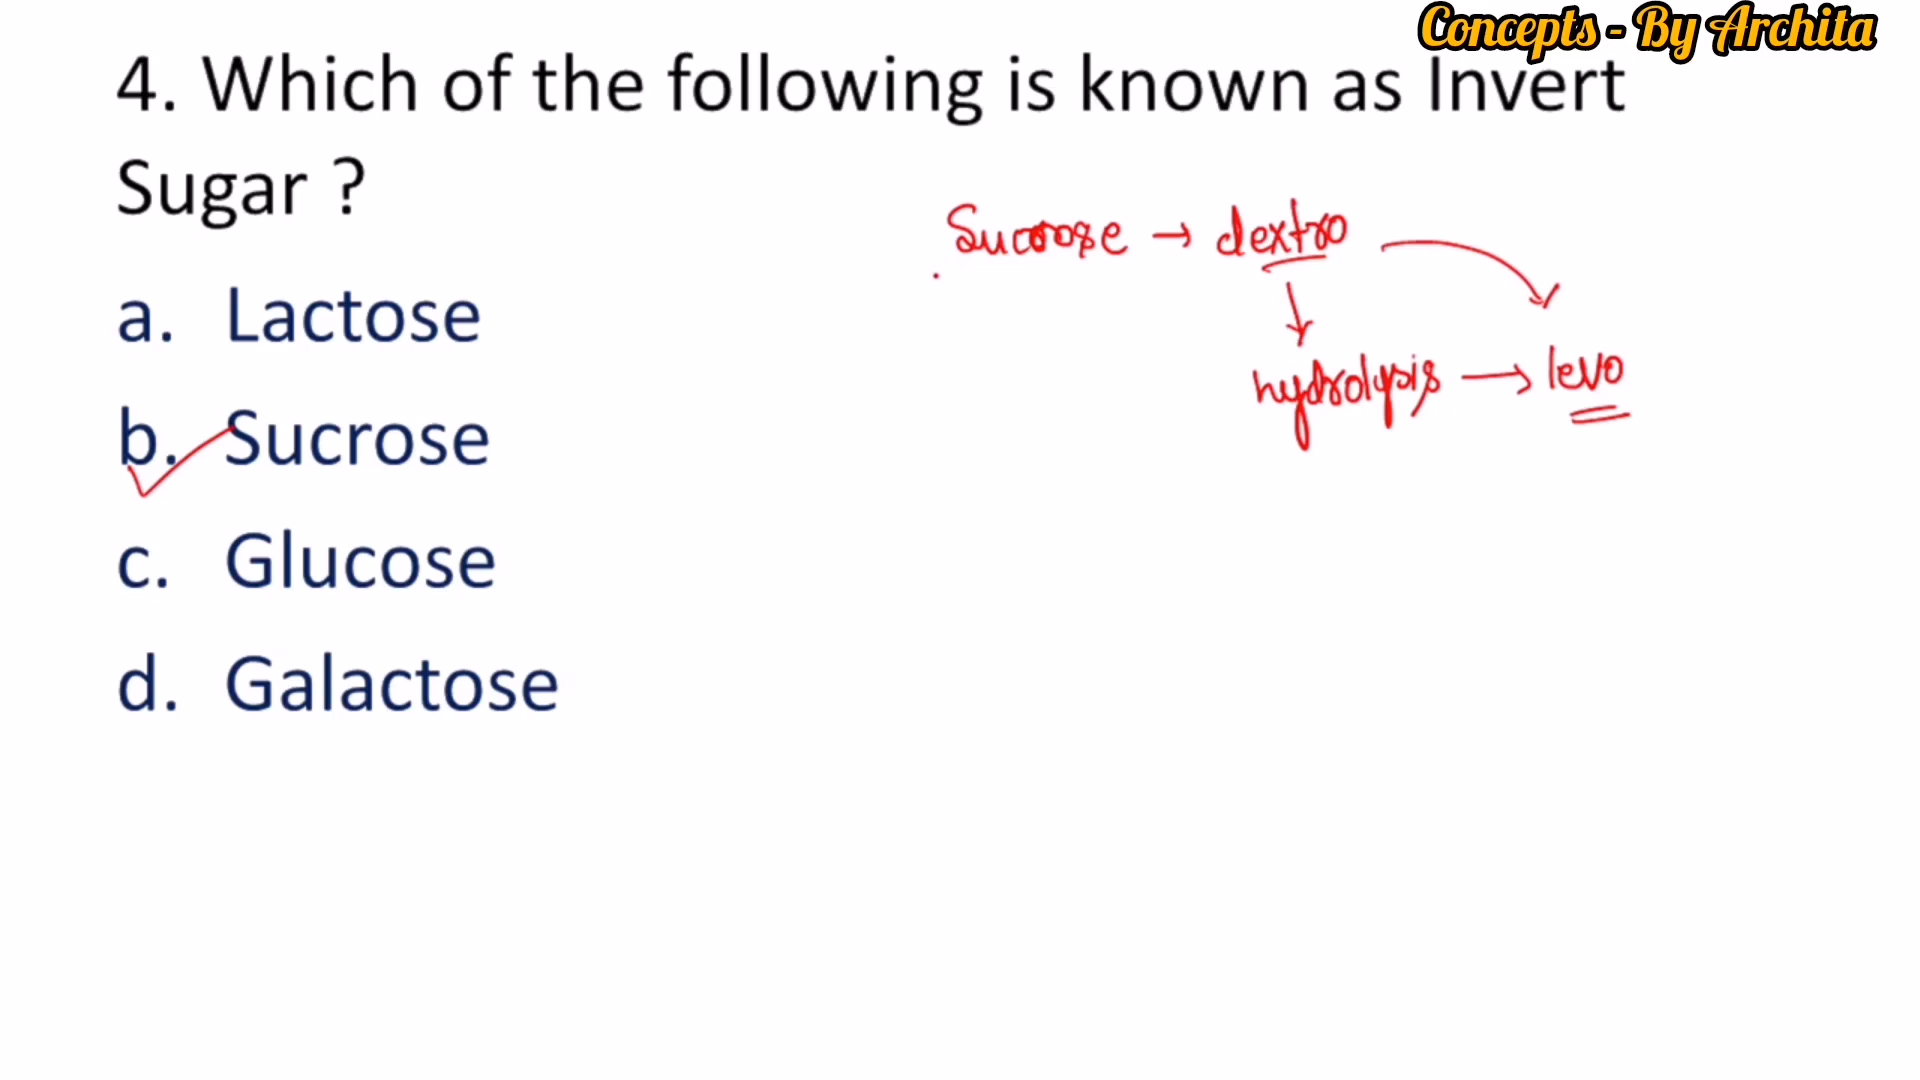 Concepts - By Archita
4. Which of the following is known as Invert
Sugar ?
Sucrose → dextro
a. Lactose
hydrolysis → levo
b. Sucrose
c. Glucose
d. Galactose